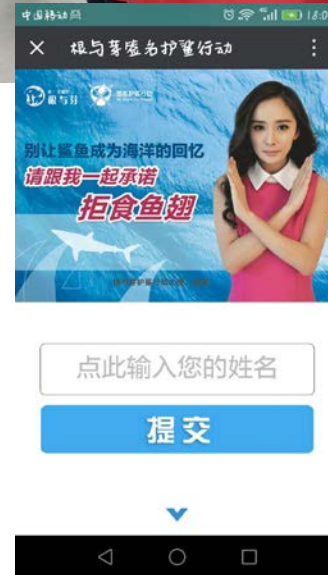 中国移动
18:0
根与芽签名护鲨行动
根与芽
别让鲨鱼成为海洋的回忆
请跟我一起承诺
拒食鱼翅
点此输入您的姓名
提交